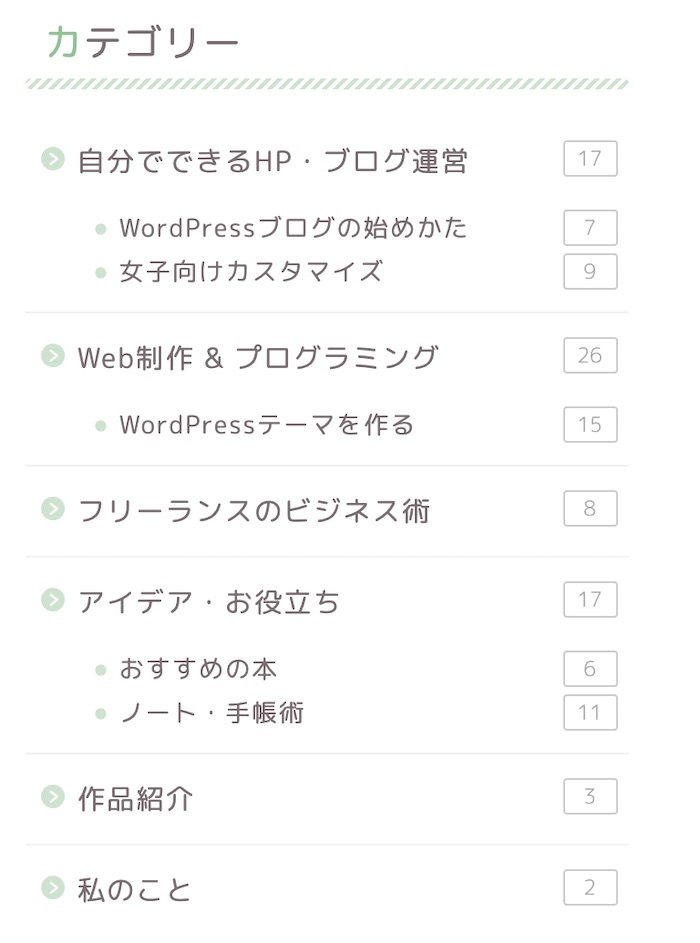 カテゴリー
自分でできるHP・ブログ運営 17
WordPressブログの始めかた 7
女子向けカスタマイズ 9
Web制作 & プログラミング 26
WordPressテーマを作る 15
フリーランスのビジネス術 8
アイデア・お役立ち 17
おすすめの本 6
ノート・手帳術 11
作品紹介 3
私のこと 2